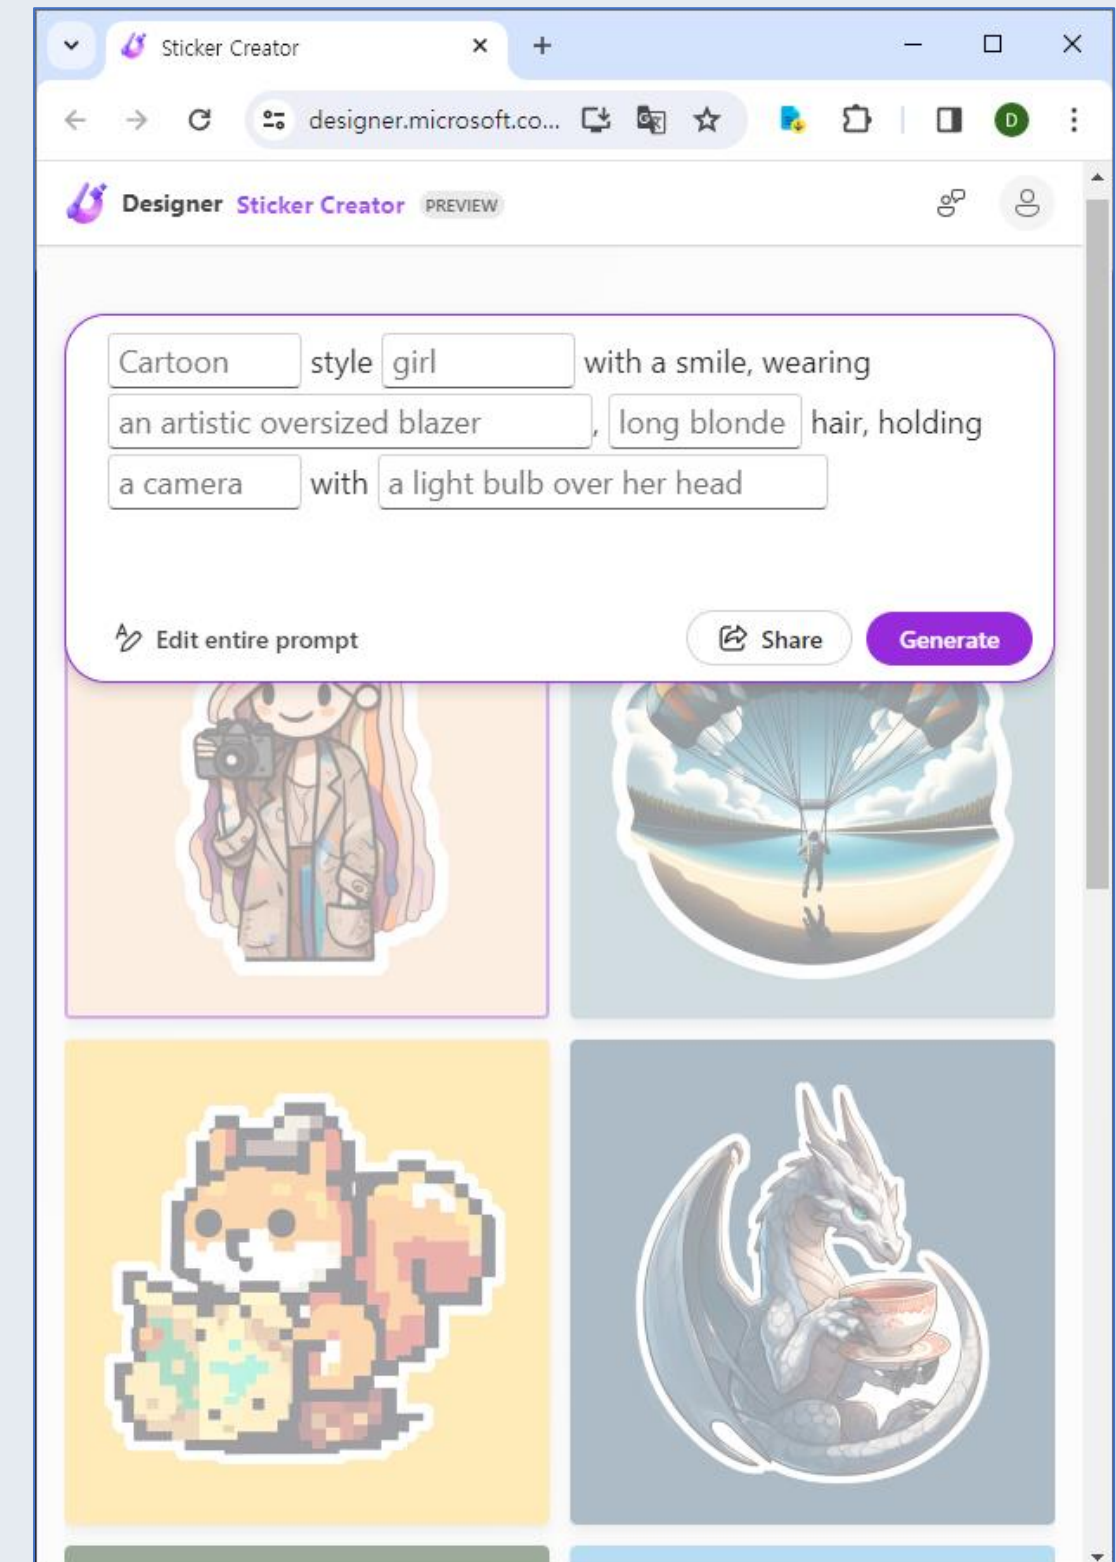 Sticker Creator
designer.microsoft.co...
D
Designer Sticker Creator PREVIEW
Cartoon style girl with a smile, wearing
an artistic oversized blazer , long blonde hair, holding
a camera with a light bulb over her head
Edit entire prompt Share Generate